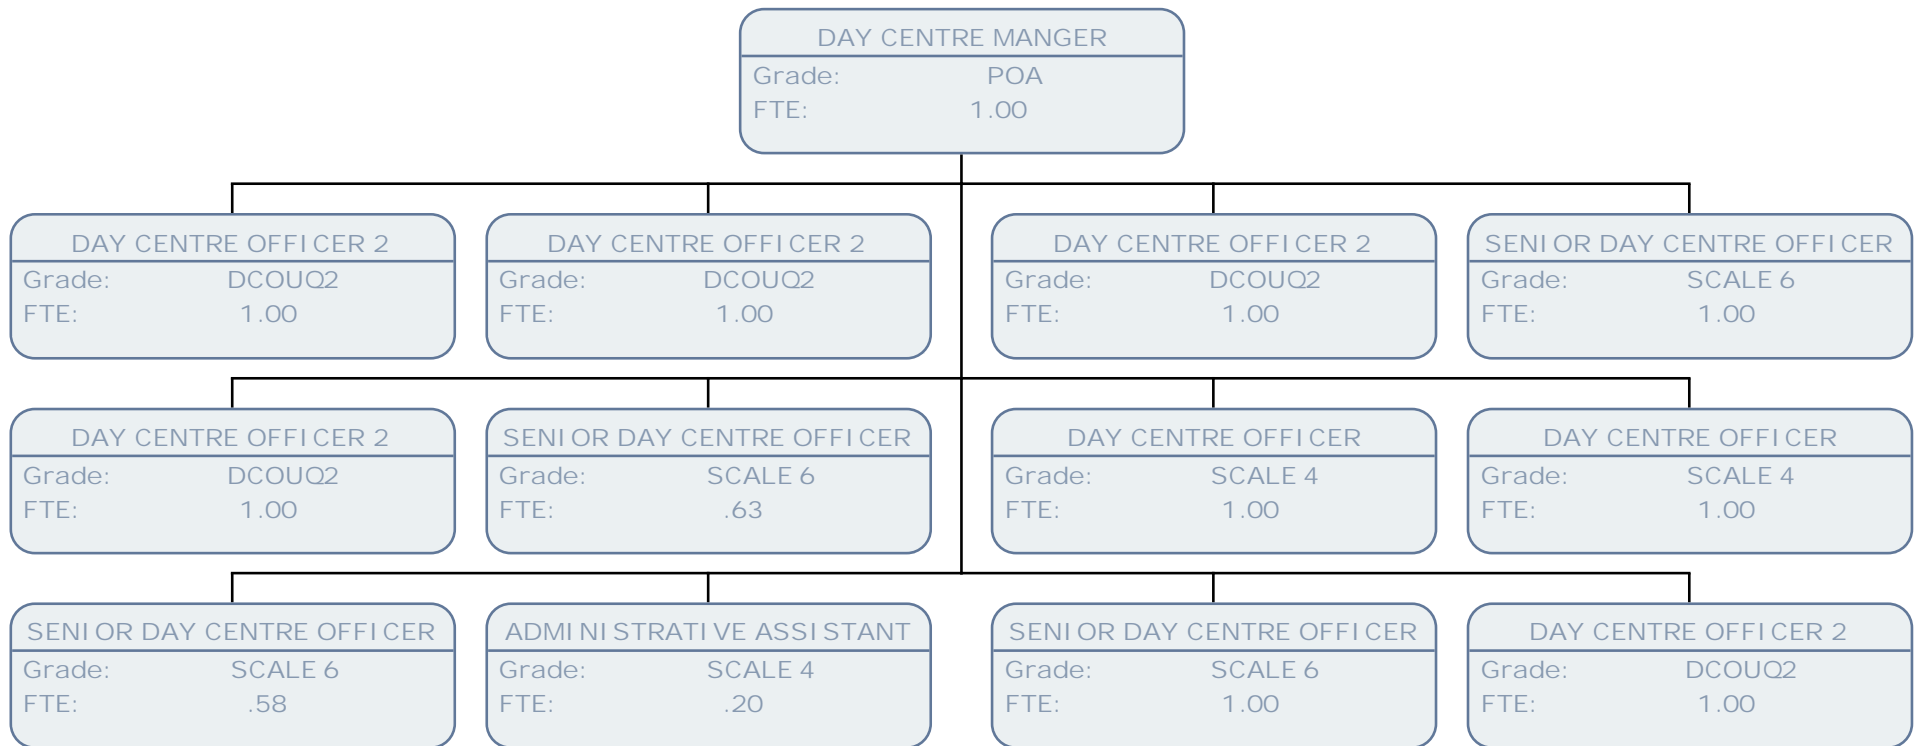 DAY CENTRE MANGER
Grade: POA
FTE: 1.00
DAY CENTRE OFFICER 2
Grade: DCOUQ2
FTE: 1.00
DAY CENTRE OFFICER 2
Grade: DCOUQ2
FTE: 1.00
DAY CENTRE OFFICER 2
Grade: DCOUQ2
FTE: 1.00
SENIOR DAY CENTRE OFFICER
Grade: SCALE 6
FTE: 1.00
DAY CENTRE OFFICER 2
Grade: DCOUQ2
FTE: 1.00
SENIOR DAY CENTRE OFFICER
Grade: SCALE 6
FTE: .63
DAY CENTRE OFFICER
Grade: SCALE 4
FTE: 1.00
DAY CENTRE OFFICER
Grade: SCALE 4
FTE: 1.00
SENIOR DAY CENTRE OFFICER
Grade: SCALE 6
FTE: .58
ADMINISTRATIVE ASSISTANT
Grade: SCALE 4
FTE: .20
SENIOR DAY CENTRE OFFICER
Grade: SCALE 6
FTE: 1.00
DAY CENTRE OFFICER 2
Grade: DCOUQ2
FTE: 1.00